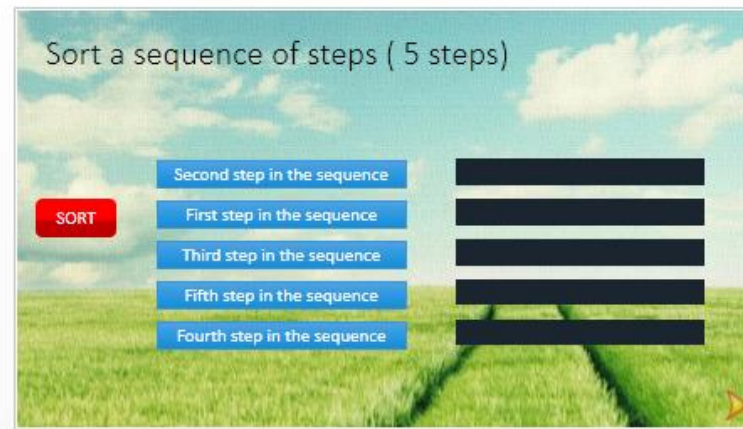 Sort a sequence of steps ( 5 steps)
Second step in the sequence
SORT
First step in the sequence
Third step in the sequence
Fifth step in the sequence
Fourth step in the sequence